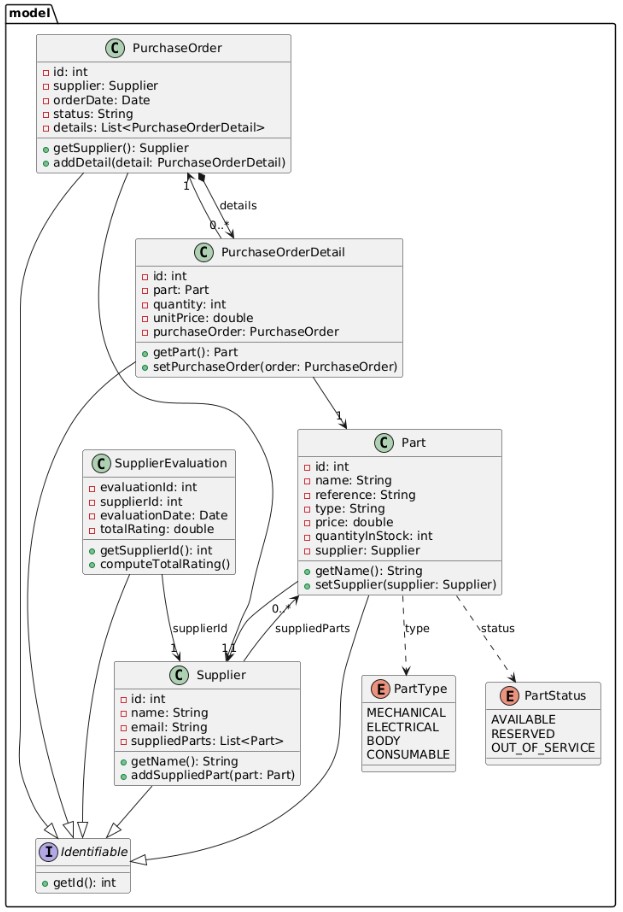 model
C PurchaseOrder
id: int
supplier: Supplier
orderDate: Date
status: String
details: List<PurchaseOrderDetail>
getSupplier(): Supplier
addDetail(detail: PurchaseOrderDetail)
1
details
0..*
C PurchaseOrderDetail
id: int
part: Part
quantity: int
unitPrice: double
purchaseOrder: PurchaseOrder
getPart(): Part
setPurchaseOrder(order: PurchaseOrder)
1
C Part
id: int
name: String
reference: String
type: String
price: double
quantityInStock: int
supplier: Supplier
getName(): String
setSupplier(supplier: Supplier)
C SupplierEvaluation
evaluationId: int
supplierId: int
evaluationDate: Date
totalRating: double
getSupplierId(): int
computeTotalRating()
0..*
supplierId
suppliedParts
type
status
1
1
1
C Supplier
id: int
name: String
email: String
suppliedParts: List<Part>
getName(): String
addSuppliedPart(part: Part)
E PartType
MECHANICAL
ELECTRICAL
BODY
CONSUMABLE
E PartStatus
AVAILABLE
RESERVED
OUT_OF_SERVICE
I Identifiable
getId(): int